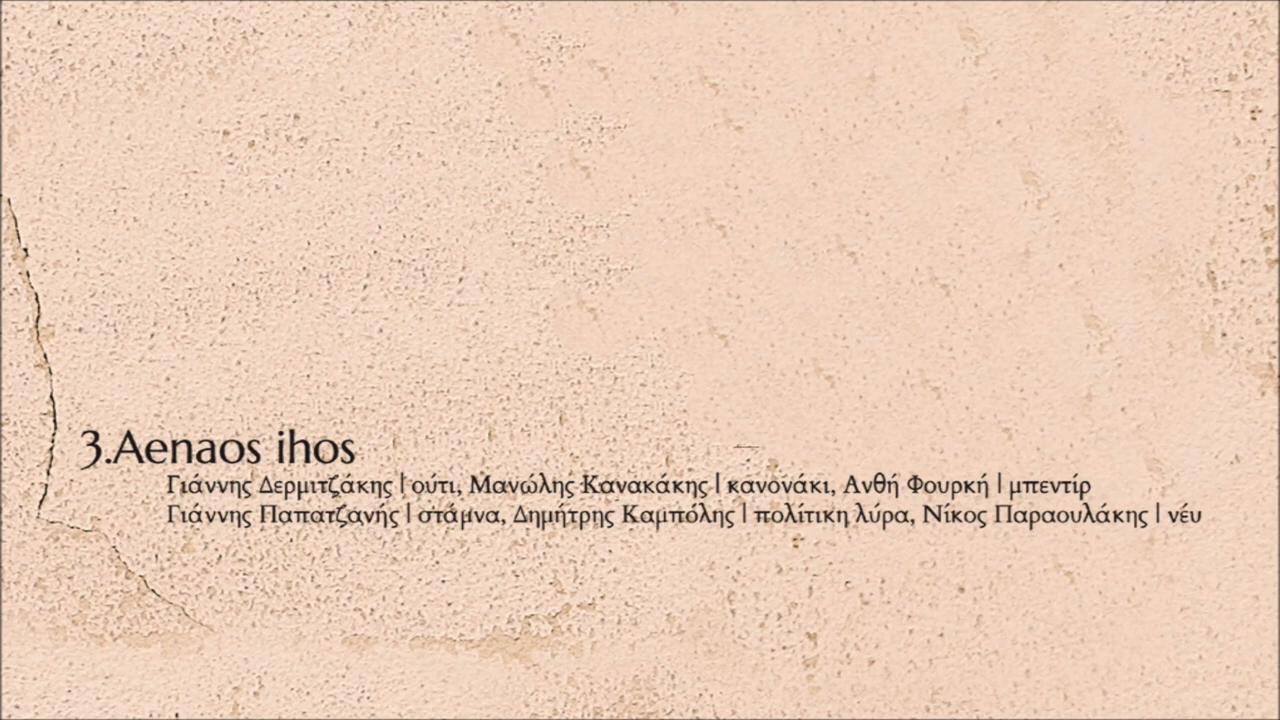 3.Aenaos ihos
Γιάννης Δερμιτζάκης | ούτι, Μανώλης Κανακάκης | κανονάκι, Ανθή Φουρκή | μπεντίρ
Γιάννης Παπατζανής | στάμνα, Δημήτρης Καμπόλης | πολίτικη λύρα, Νίκος Παραουλάκης | νέυ